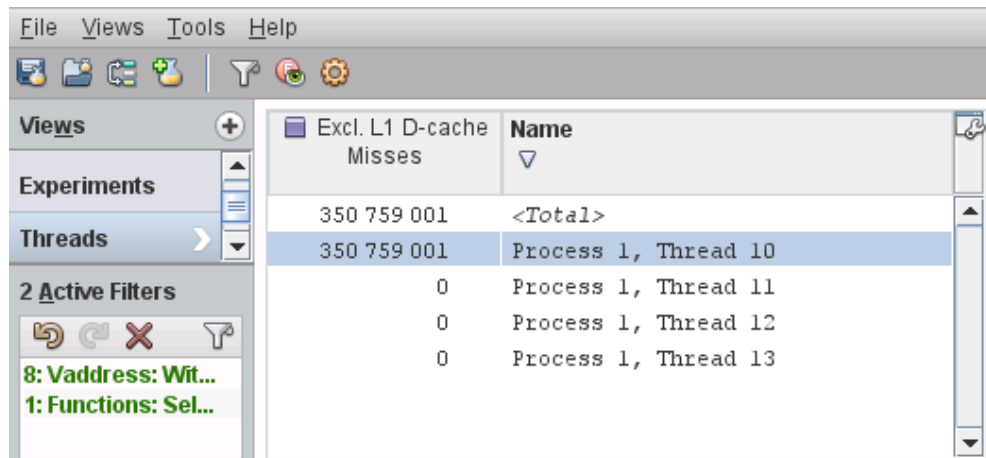 File Views Tools Help
Views
Experiments
Threads
2 Active Filters
8: Vaddress: Wit...
1: Functions: Sel...
Excl. L1 D-cache Misses Name
350 759 001 <Total>
350 759 001 Process 1, Thread 10
0 Process 1, Thread 11
0 Process 1, Thread 12
0 Process 1, Thread 13